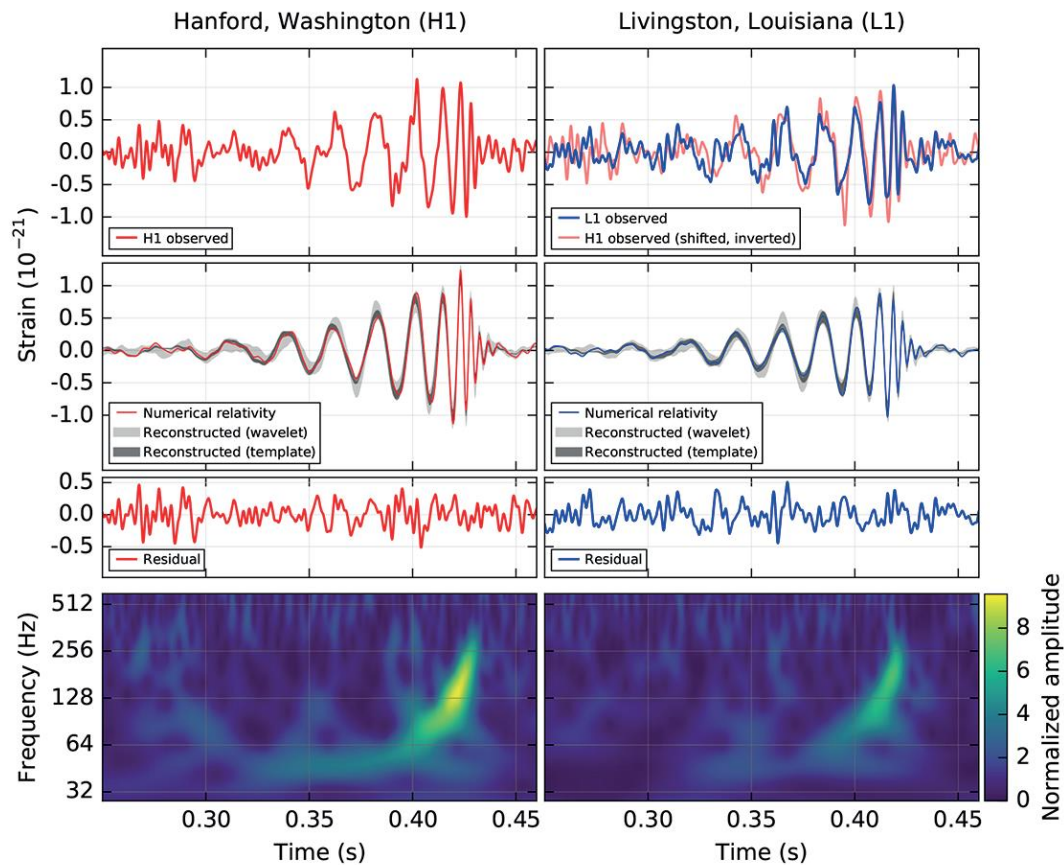 Hanford, Washington (H1)
Livingston, Louisiana (L1)
Strain (10⁻²¹)
1.0
0.5
0.0
-0.5
-1.0
H1 observed
L1 observed
H1 observed (shifted, inverted)
1.0
0.5
0.0
-0.5
-1.0
Numerical relativity
Reconstructed (wavelet)
Reconstructed (template)
Numerical relativity
Reconstructed (wavelet)
Reconstructed (template)
0.5
0.0
-0.5
Residual
Residual
Frequency (Hz)
512
256
128
64
32
Normalized amplitude
8
6
4
2
0
0.30
0.35
0.40
0.45
0.30
0.35
0.40
0.45
Time (s)
Time (s)